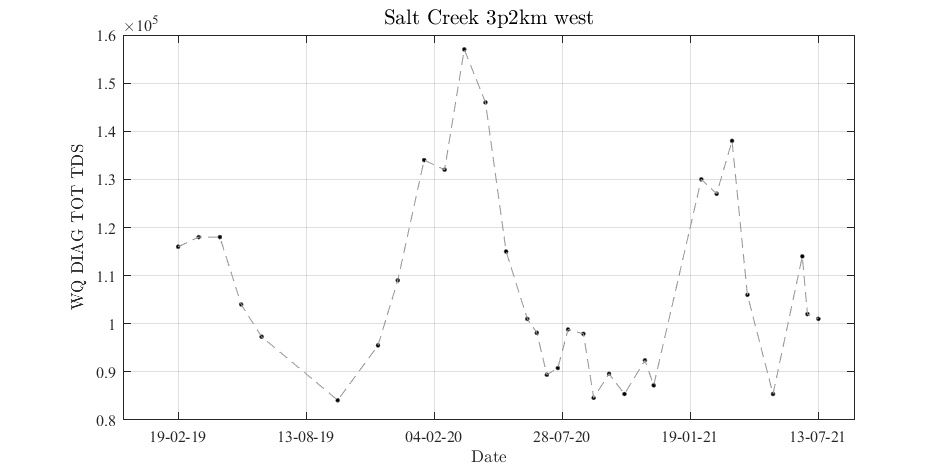 Salt Creek 3p2km west
×10⁵
1.6
1.5
1.4
1.3
1.2
1.1
1
0.9
0.8
WQ DIAG TOT TDS
19-02-19 13-08-19 04-02-20 28-07-20 19-01-21 13-07-21
Date